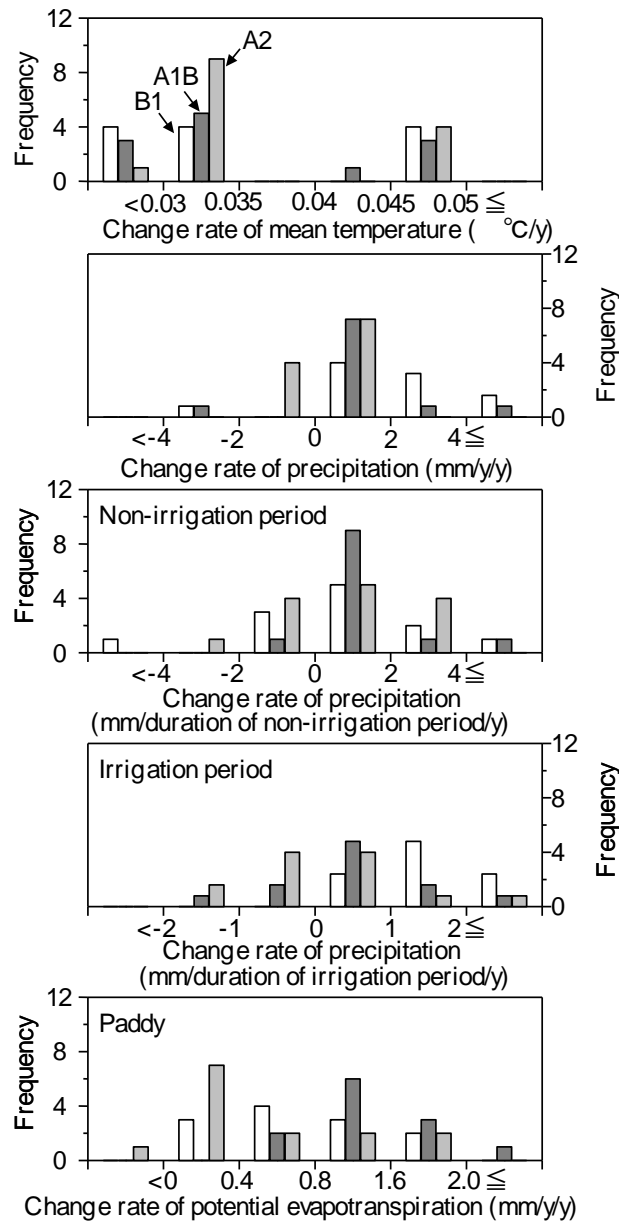 12
8
4
0
Frequency
A2
A1B
B1
<0.03 0.035 0.04 0.045 0.05 ≦
Change rate of mean temperature ( °C/y)
12
8
4
0
Frequency
<-4 -2 0 2 4≦
Change rate of precipitation (mm/y/y)
12
8
4
0
Frequency
Non-irrigation period
<-4 -2 0 2 4≦
Change rate of precipitation
(mm/duration of non-irrigation period/y)
12
8
4
0
Frequency
Irrigation period
<-2 -1 0 1 2≦
Change rate of precipitation
(mm/duration of irrigation period/y)
12
8
4
0
Frequency
Paddy
<0 0.4 0.8 1.6 2.0 ≦
Change rate of potential evapotranspiration (mm/y/y)